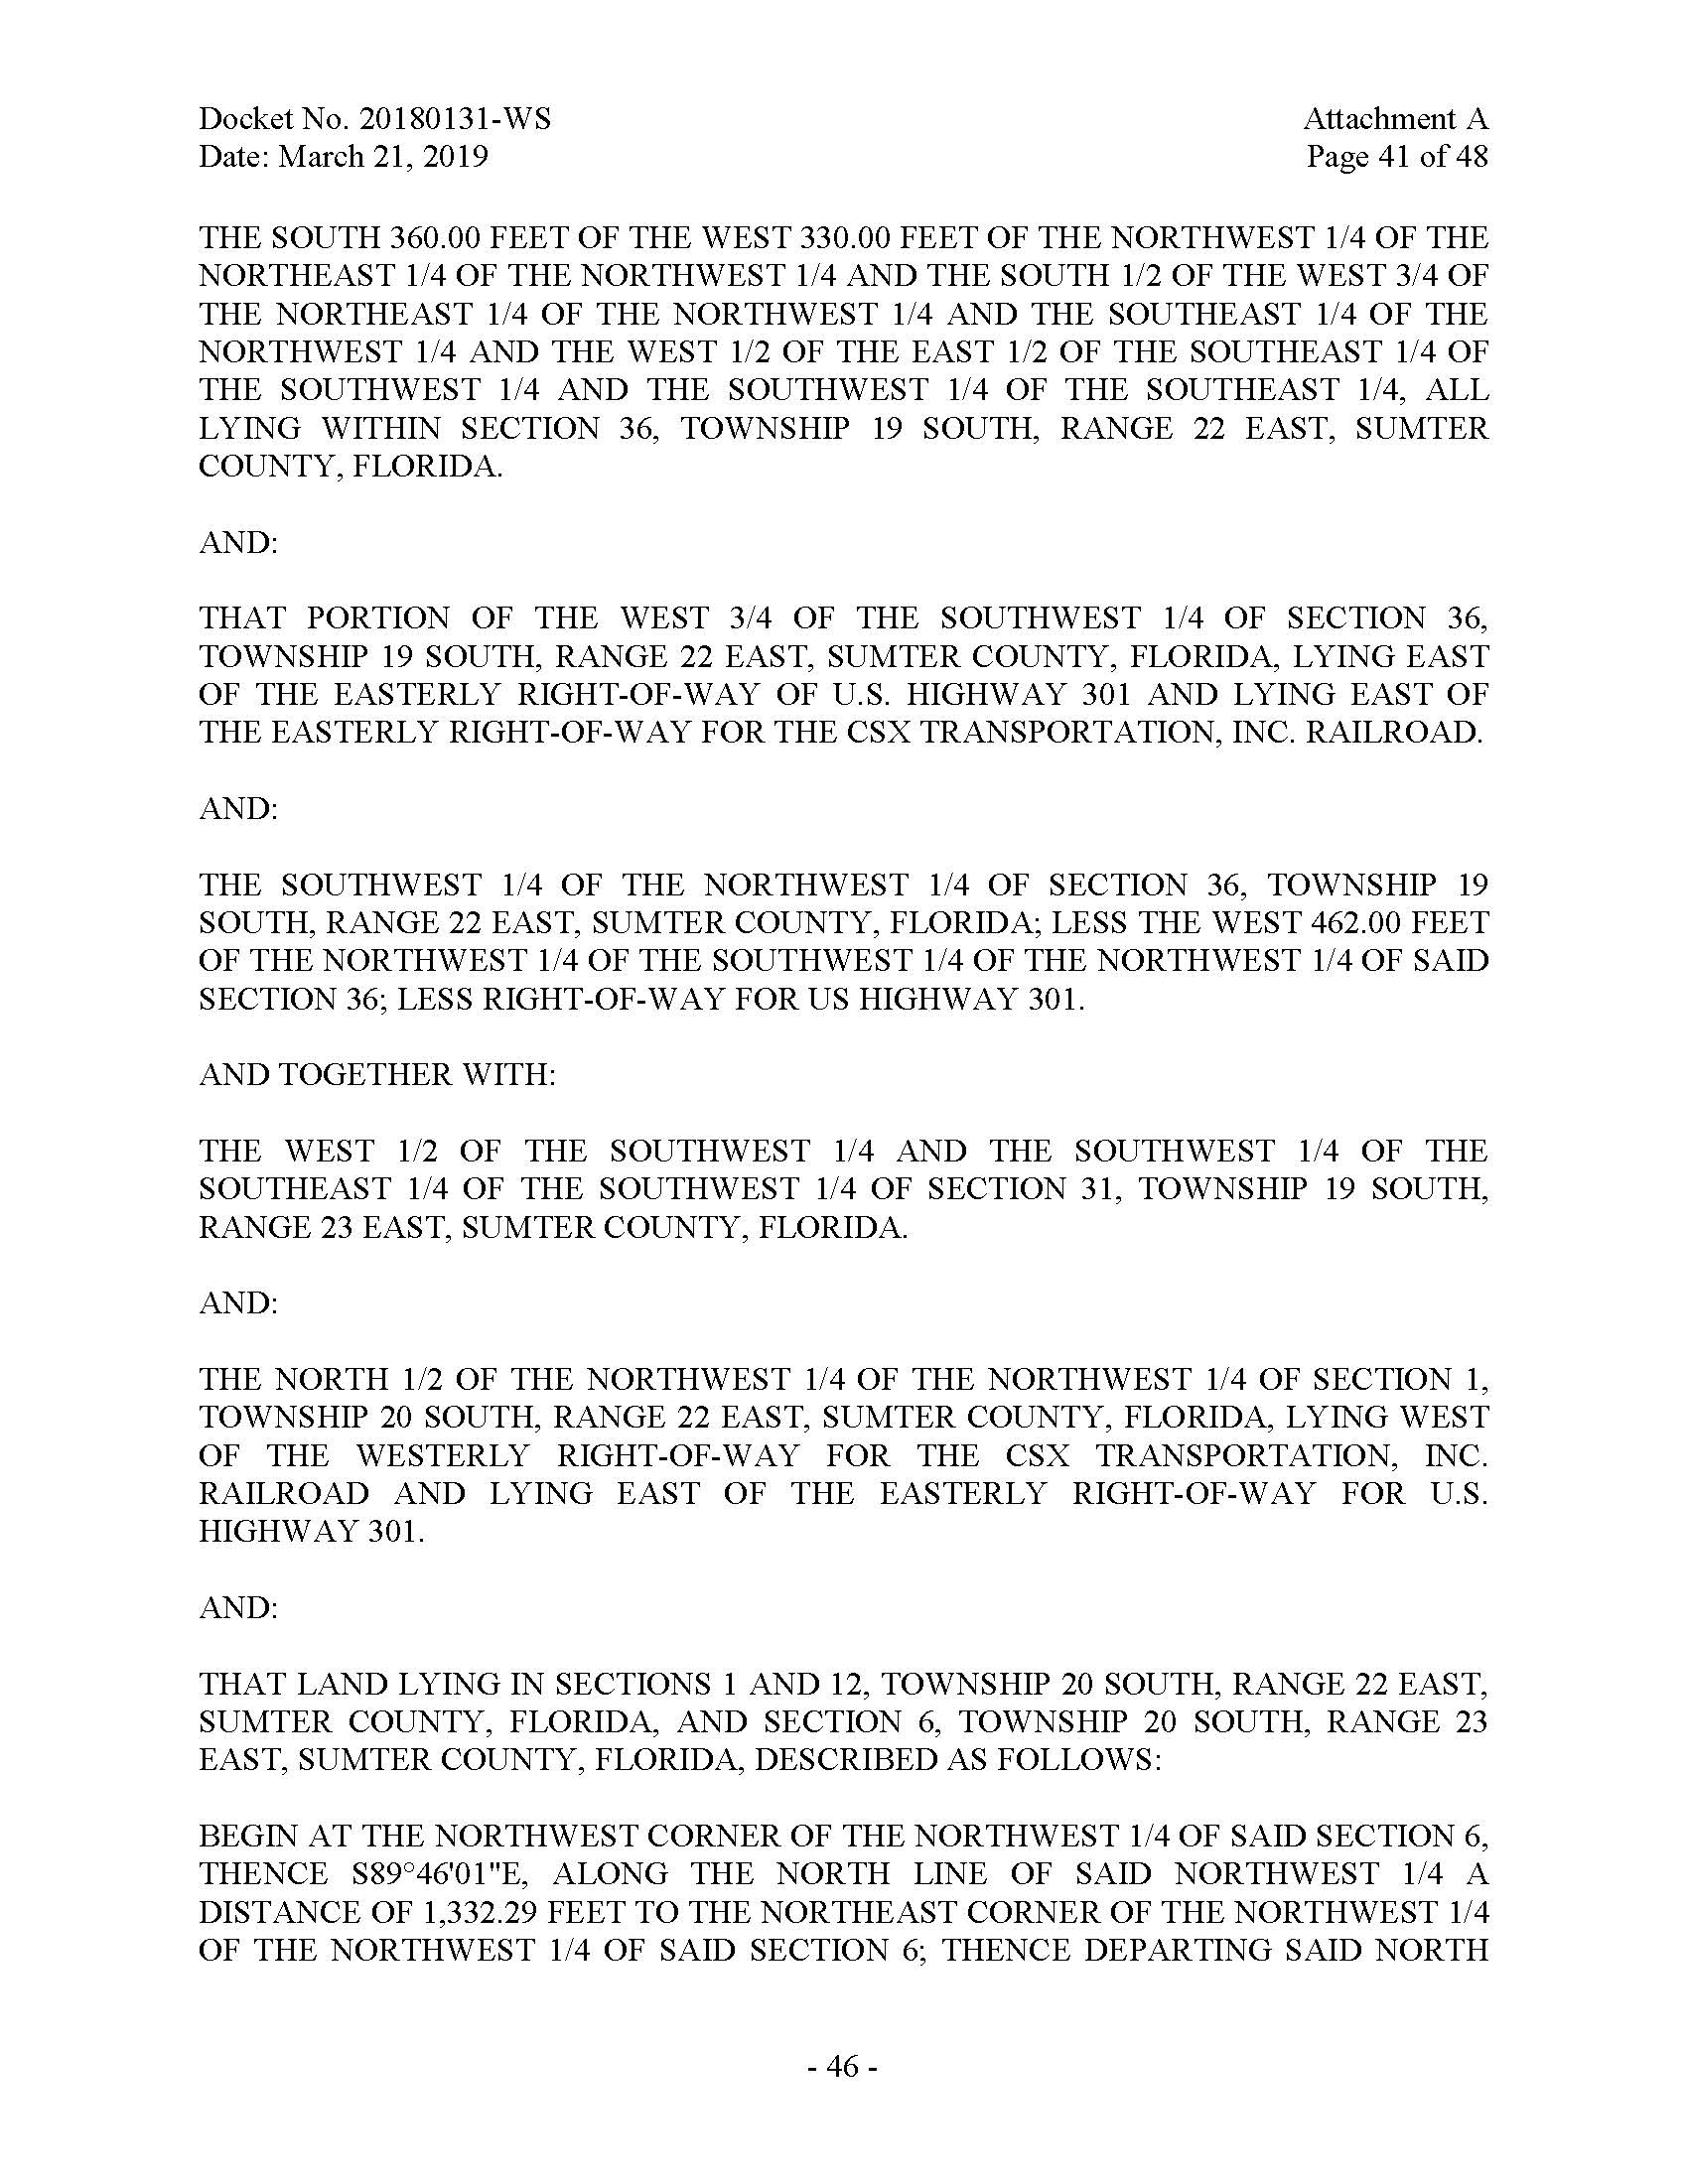 Docket No. 20180131-WS
Date: March 21, 2019
Attachment A
Page 41 of 48
THE SOUTH 360.00 FEET OF THE WEST 330.00 FEET OF THE NORTHWEST 1/4 OF THE
NORTHEAST 1/4 OF THE NORTHWEST 1/4 AND THE SOUTH 1/2 OF THE WEST 3/4 OF
THE NORTHEAST 1/4 OF THE NORTHWEST 1/4 AND THE SOUTHEAST 1/4 OF THE
NORTHWEST 1/4 AND THE WEST 1/2 OF THE EAST 1/2 OF THE SOUTHEAST 1/4 OF
THE SOUTHWEST 1/4 AND THE SOUTHWEST 1/4 OF THE SOUTHEAST 1/4, ALL
LYING WITHIN SECTION 36, TOWNSHIP 19 SOUTH, RANGE 22 EAST, SUMTER
COUNTY, FLORIDA.
AND:
THAT PORTION OF THE WEST 3/4 OF THE SOUTHWEST 1/4 OF SECTION 36,
TOWNSHIP 19 SOUTH, RANGE 22 EAST, SUMTER COUNTY, FLORIDA, LYING EAST
OF THE EASTERLY RIGHT-OF-WAY OF U.S. HIGHWAY 301 AND LYING EAST OF
THE EASTERLY RIGHT-OF-WAY FOR THE CSX TRANSPORTATION, INC. RAILROAD.
AND:
THE SOUTHWEST 1/4 OF THE NORTHWEST 1/4 OF SECTION 36, TOWNSHIP 19
SOUTH, RANGE 22 EAST, SUMTER COUNTY, FLORIDA; LESS THE WEST 462.00 FEET
OF THE NORTHWEST 1/4 OF THE SOUTHWEST 1/4 OF THE NORTHWEST 1/4 OF SAID
SECTION 36; LESS RIGHT-OF-WAY FOR US HIGHWAY 301.
AND TOGETHER WITH:
THE WEST 1/2 OF THE SOUTHWEST 1/4 AND THE SOUTHWEST 1/4 OF THE
SOUTHEAST 1/4 OF THE SOUTHWEST 1/4 OF SECTION 31, TOWNSHIP 19 SOUTH,
RANGE 23 EAST, SUMTER COUNTY, FLORIDA.
AND:
THE NORTH 1/2 OF THE NORTHWEST 1/4 OF THE NORTHWEST 1/4 OF SECTION 1,
TOWNSHIP 20 SOUTH, RANGE 22 EAST, SUMTER COUNTY, FLORIDA, LYING WEST
OF THE WESTERLY RIGHT-OF-WAY FOR THE CSX TRANSPORTATION, INC.
RAILROAD AND LYING EAST OF THE EASTERLY RIGHT-OF-WAY FOR U.S.
HIGHWAY 301.
AND:
THAT LAND LYING IN SECTIONS 1 AND 12, TOWNSHIP 20 SOUTH, RANGE 22 EAST,
SUMTER COUNTY, FLORIDA, AND SECTION 6, TOWNSHIP 20 SOUTH, RANGE 23
EAST, SUMTER COUNTY, FLORIDA, DESCRIBED AS FOLLOWS:
BEGIN AT THE NORTHWEST CORNER OF THE NORTHWEST 1/4 OF SAID SECTION 6,
THENCE S89°46'01"E, ALONG THE NORTH LINE OF SAID NORTHWEST 1/4 A
DISTANCE OF 1,332.29 FEET TO THE NORTHEAST CORNER OF THE NORTHWEST 1/4
OF THE NORTHWEST 1/4 OF SAID SECTION 6; THENCE DEPARTING SAID NORTH
- 46 -